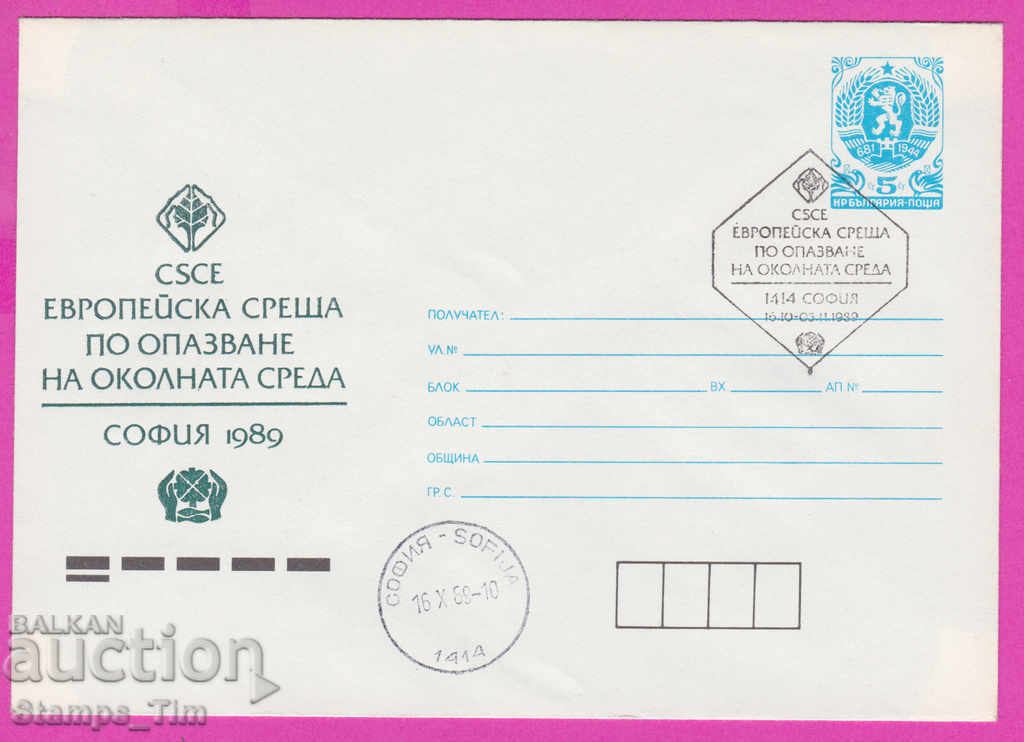 CSCE
ЕВРОПЕЙСКА СРЕЩА
ПО ОПАЗВАНЕ
НА ОКОЛНАТА СРЕДА
СОФИЯ 1989
681 1944
5
НР БЪЛГАРИЯ·ПОЩА
CSCE
ЕВРОПЕЙСКА СРЕЩА
ПО ОПАЗВАНЕ
НА ОКОЛНАТА СРЕДА
1414 СОФИЯ
16.10-03.11.1989
ПОЛУЧАТЕЛ:
УЛ.№
БЛОК ВХ АП №
ОБЛАСТ
ОБЩИНА
ГР. С.
СОФИЯ - SOFIJA
16 X 89-10
1414
BALKAN
auction
Stamps_Tim